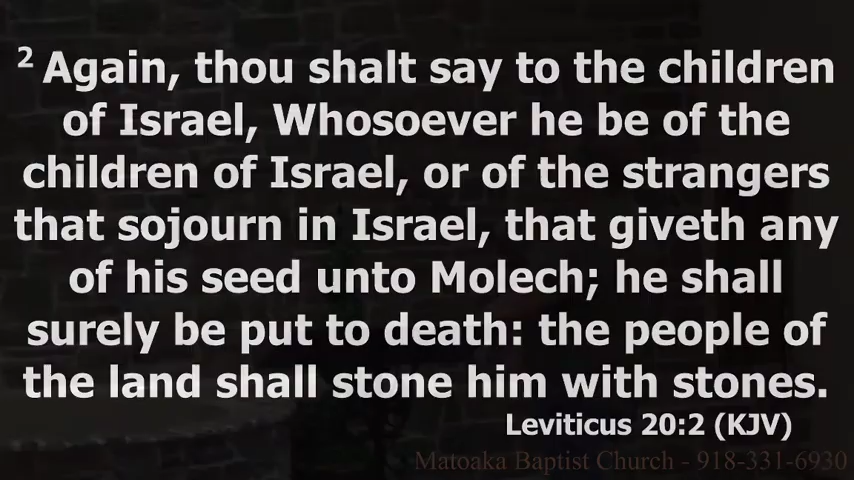 2 Again, thou shalt say to the children
of Israel, Whosoever he be of the
children of Israel, or of the strangers
that sojourn in Israel, that giveth any
of his seed unto Molech; he shall
surely be put to death: the people of
the land shall stone him with stones.
Leviticus 20:2 (KJV)
Matoaka Baptist Church - 918-331-6930